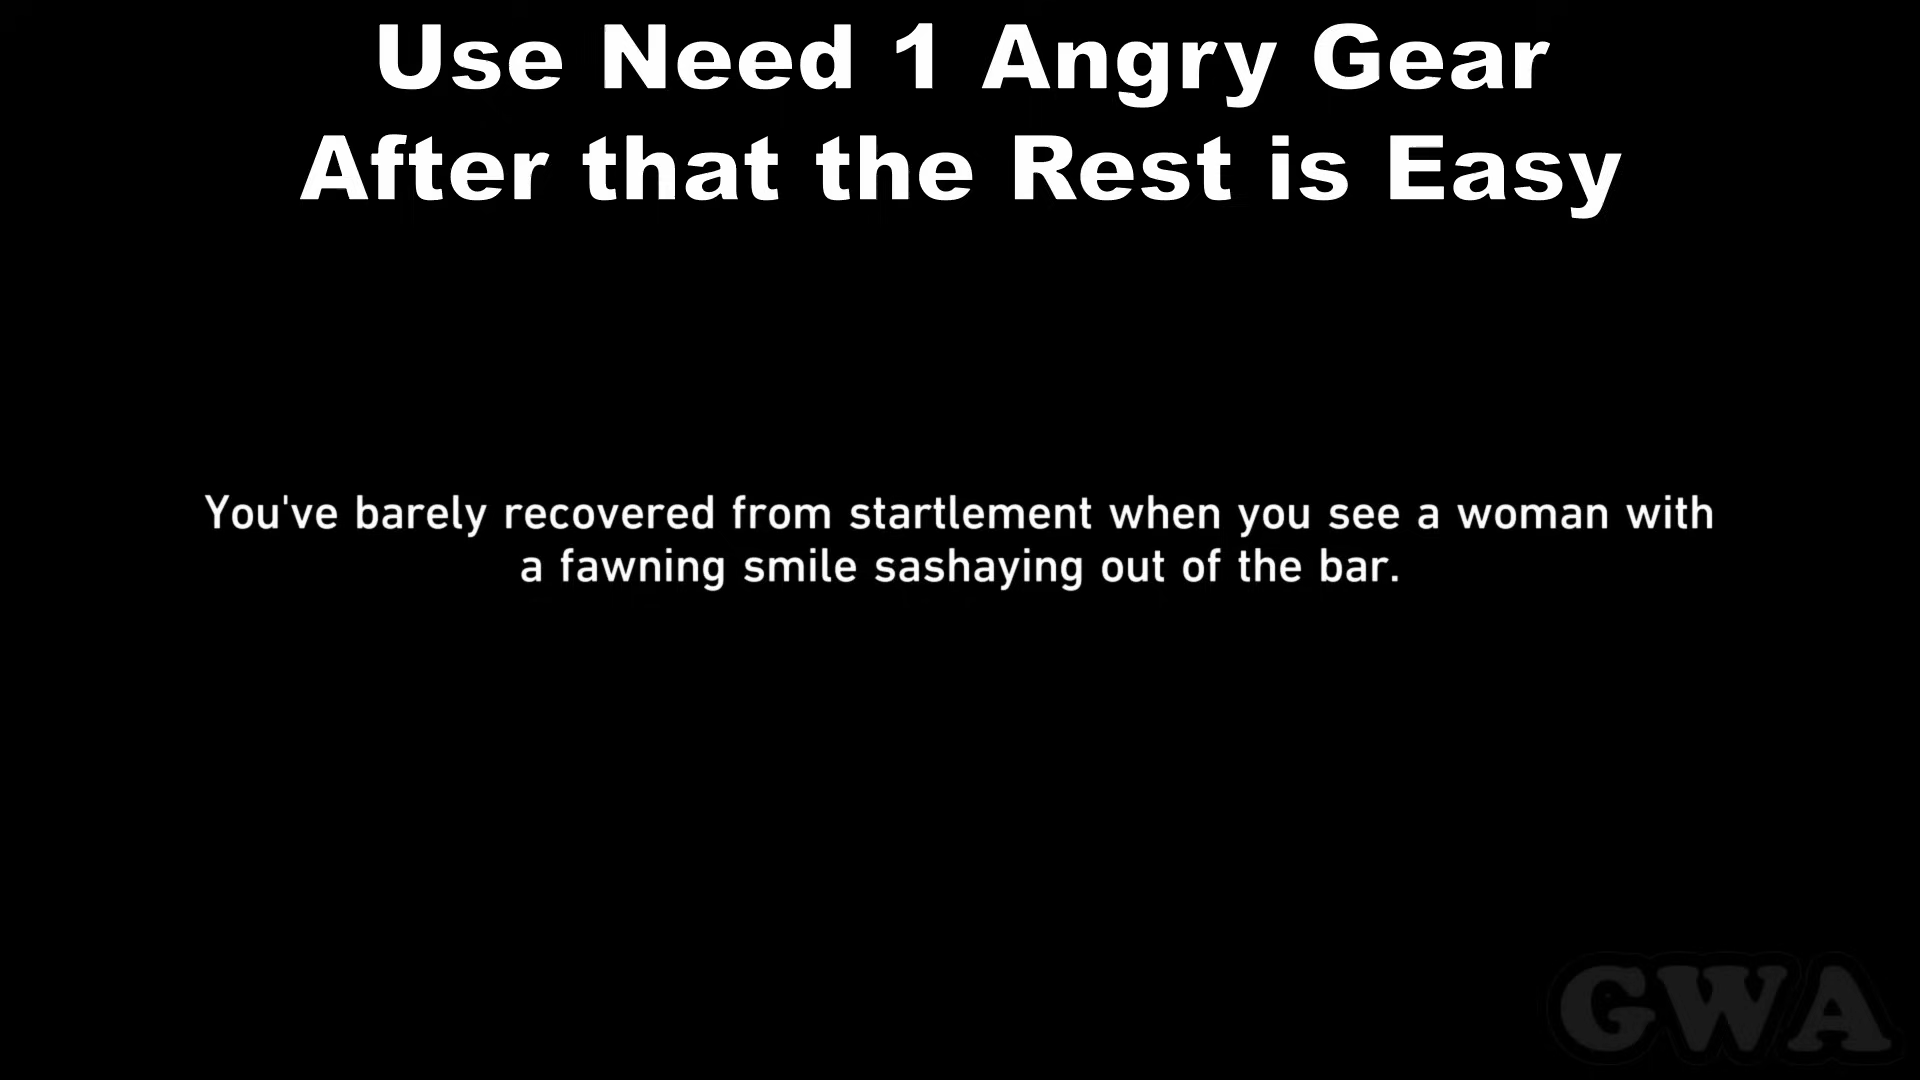 Use Need 1 Angry Gear
After that the Rest is Easy
You've barely recovered from startlement when you see a woman with
a fawning smile sashaying out of the bar.
GWA